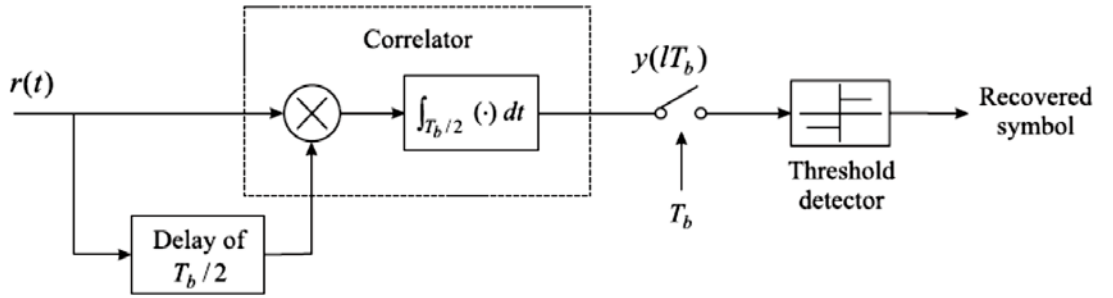 Correlator
r(t)
y(lT_b)
∫_{T_b/2} (·) dt
Recovered
symbol
Threshold
detector
T_b
Delay of
T_b/2